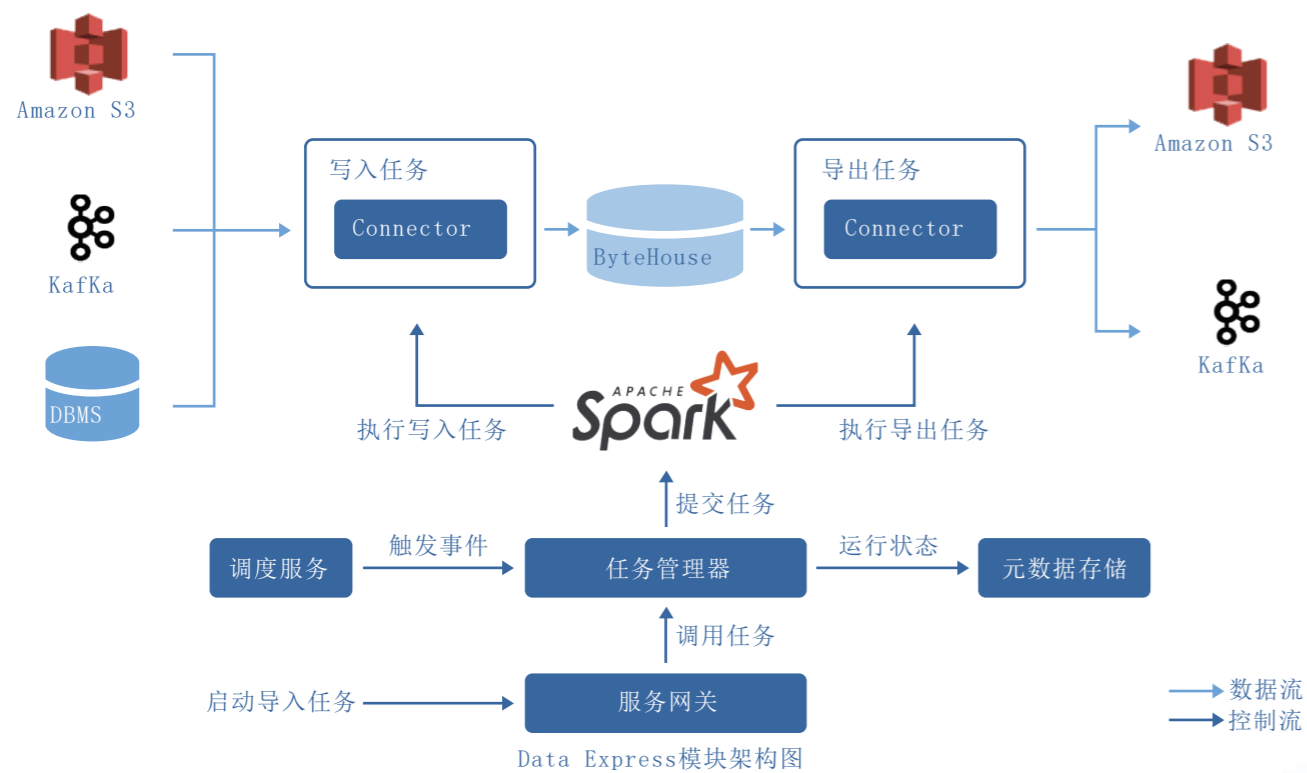 Amazon S3
KafKa
DBMS
写入任务
Connector
ByteHouse
导出任务
Connector
Amazon S3
KafKa
执行写入任务
APACHE
Spark
执行导出任务
提交任务
调度服务
触发事件
任务管理器
运行状态
元数据存储
调用任务
启动导入任务
服务网关
数据流
控制流
Data Express模块架构图